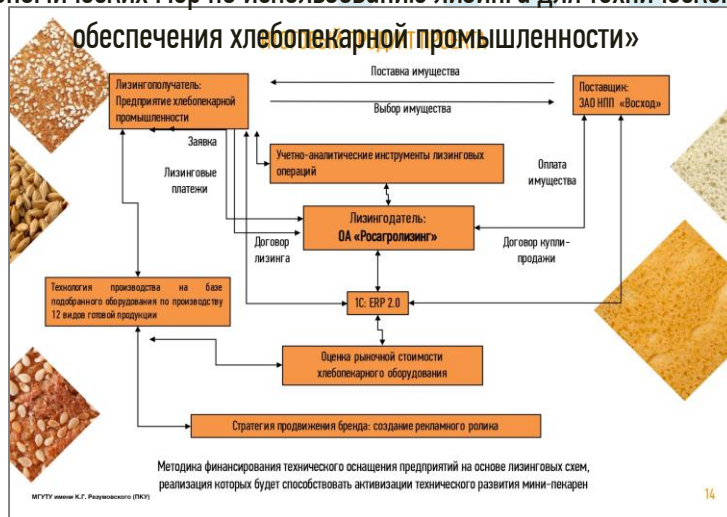 обеспечения хлебопекарной промышленности»
Лизингополучатель:
Предприятие хлебопекарной
промышленности
Поставка имущества
Выбор имущества
Поставщик:
ЗАО НПП «Восход»
Заявка
Лизинговые
платежи
Учетно-аналитические инструменты лизинговых
операций
Оплата
имущества
Лизингодатель:
ОА «Росагролизинг»
Договор
лизинга
Договор купли-
продажи
Технология производства на базе
подобранного оборудования по производству
12 видов готовой продукции
1С: ERP 2.0
Оценка рыночной стоимости
хлебопекарного оборудования
Стратегия продвижения бренда: создание рекламного ролика
Методика финансирования технического оснащения предприятий на основе лизинговых схем,
реализация которых будет способствовать активизации технического развития мини-пекарен
МГУТУ имени К.Г. Разумовского (ПКУ)
14